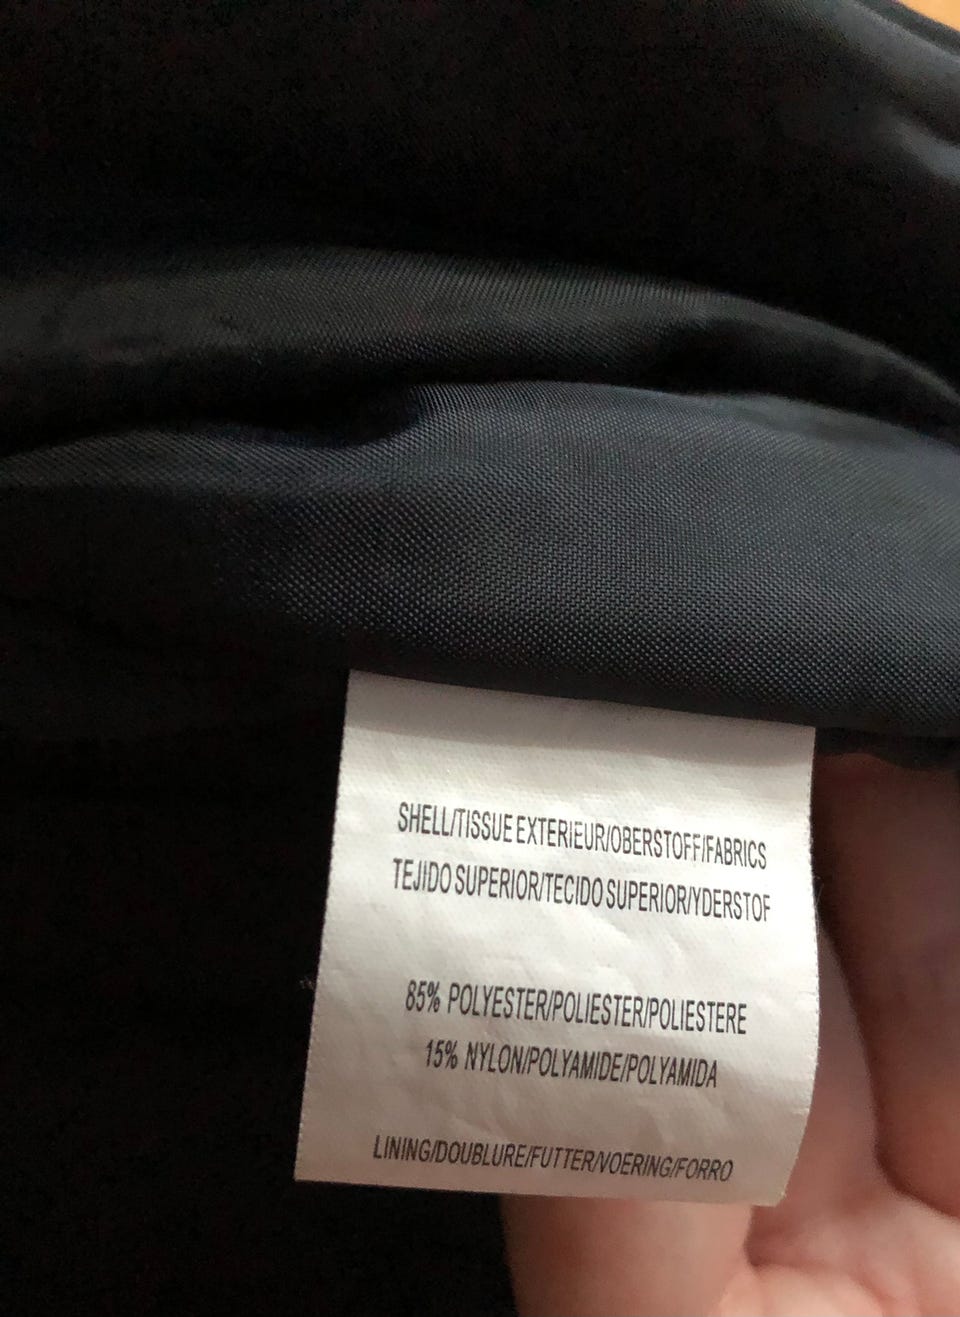 SHELL/TISSUE EXTERIEUR/OBERSTOFF/FABRICS
TEJIDO SUPERIOR/TECIDO SUPERIOR/YDERSTOF
85% POLYESTER/POLIESTER/POLIESTERE
15% NYLON/POLYAMIDE/POLYAMIDA
LINING/DOUBLURE/FUTTER/VOERING/FORRO